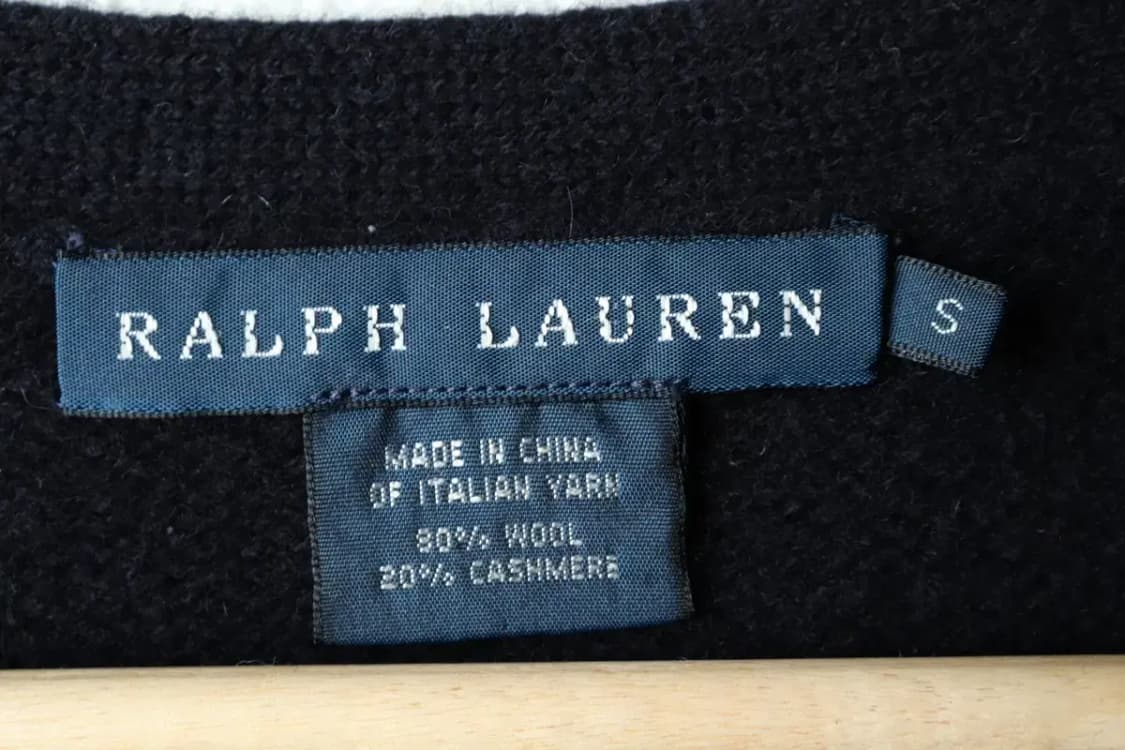 RALPH LAUREN
S
MADE IN CHINA
OF ITALIAN YARN
80% WOOL
20% CASHMERE